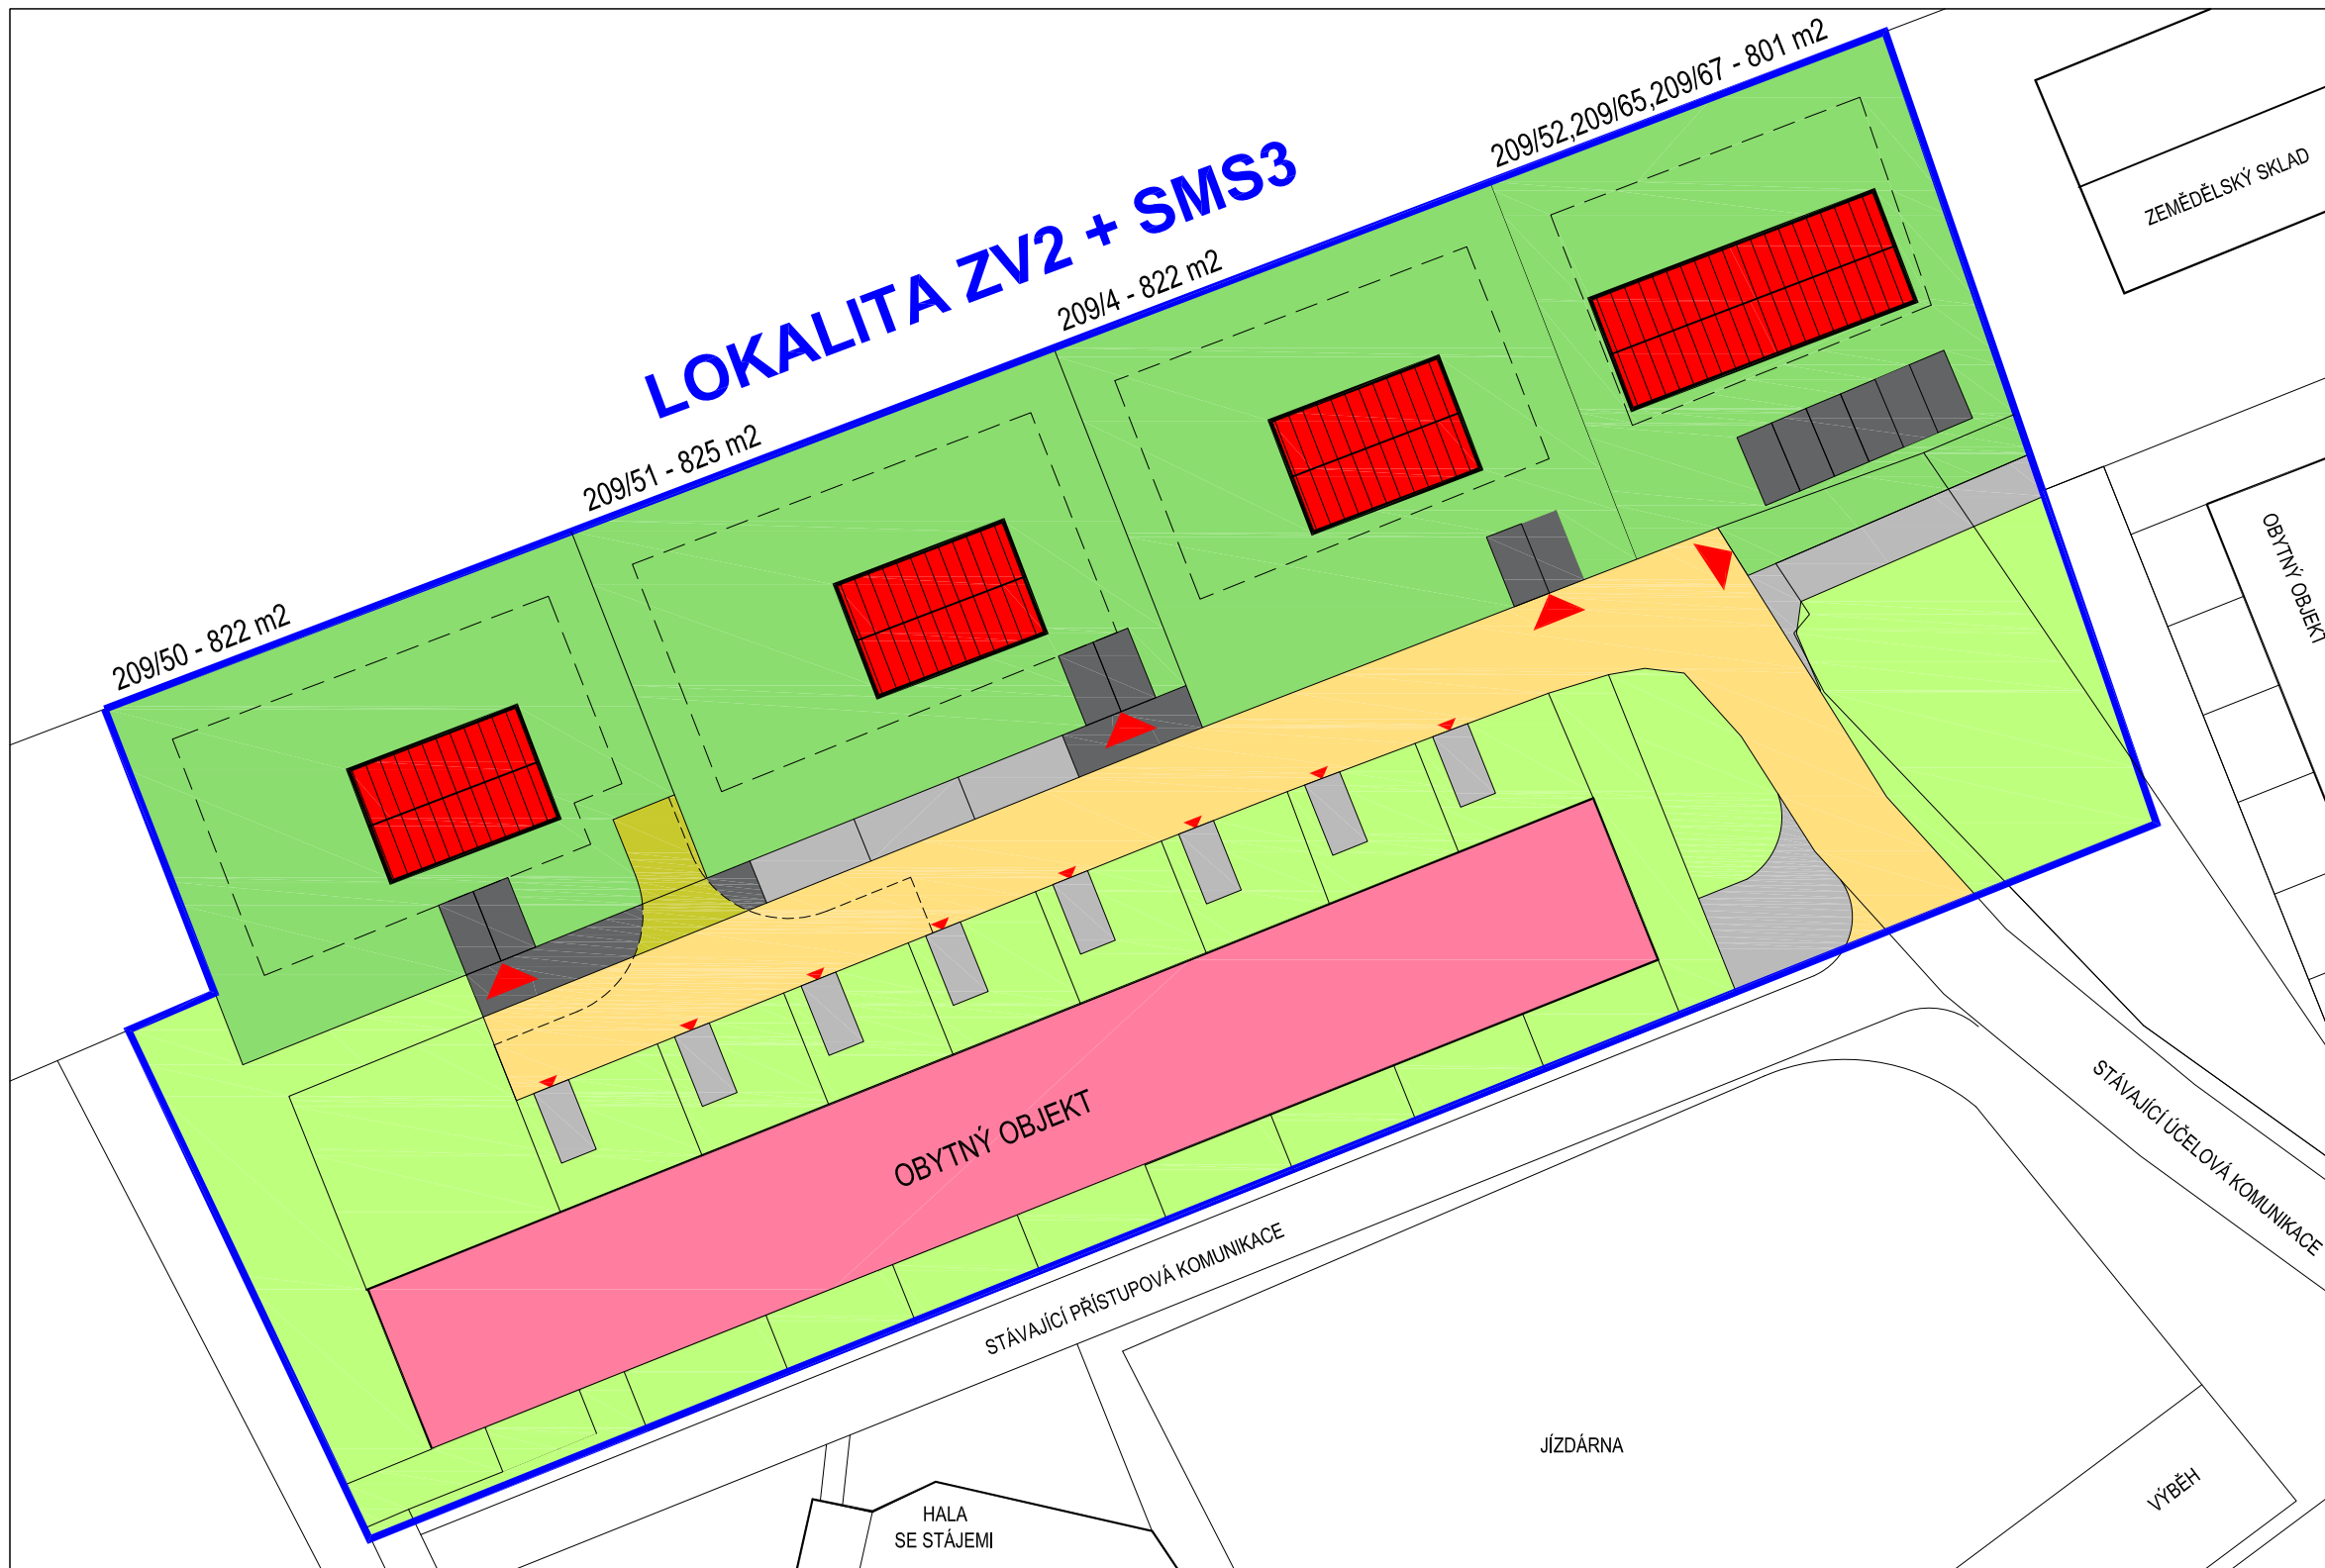 209/52,209/65,209/67 - 801 m2
LOKALITA ZV2 + SMS3
ZEMĚDĚLSKÝ SKLAD
209/4 - 822 m2
209/51 - 825 m2
209/50 - 822 m2
OBYTNÝ OBJEKT
OBYTNÝ OBJEKT
STÁVAJÍCÍ ÚČELOVÁ KOMUNIKACE
STÁVAJÍCÍ PŘÍSTUPOVÁ KOMUNIKACE
JÍZDÁRNA
VÝBĚH
HALA
SE STÁJEMI